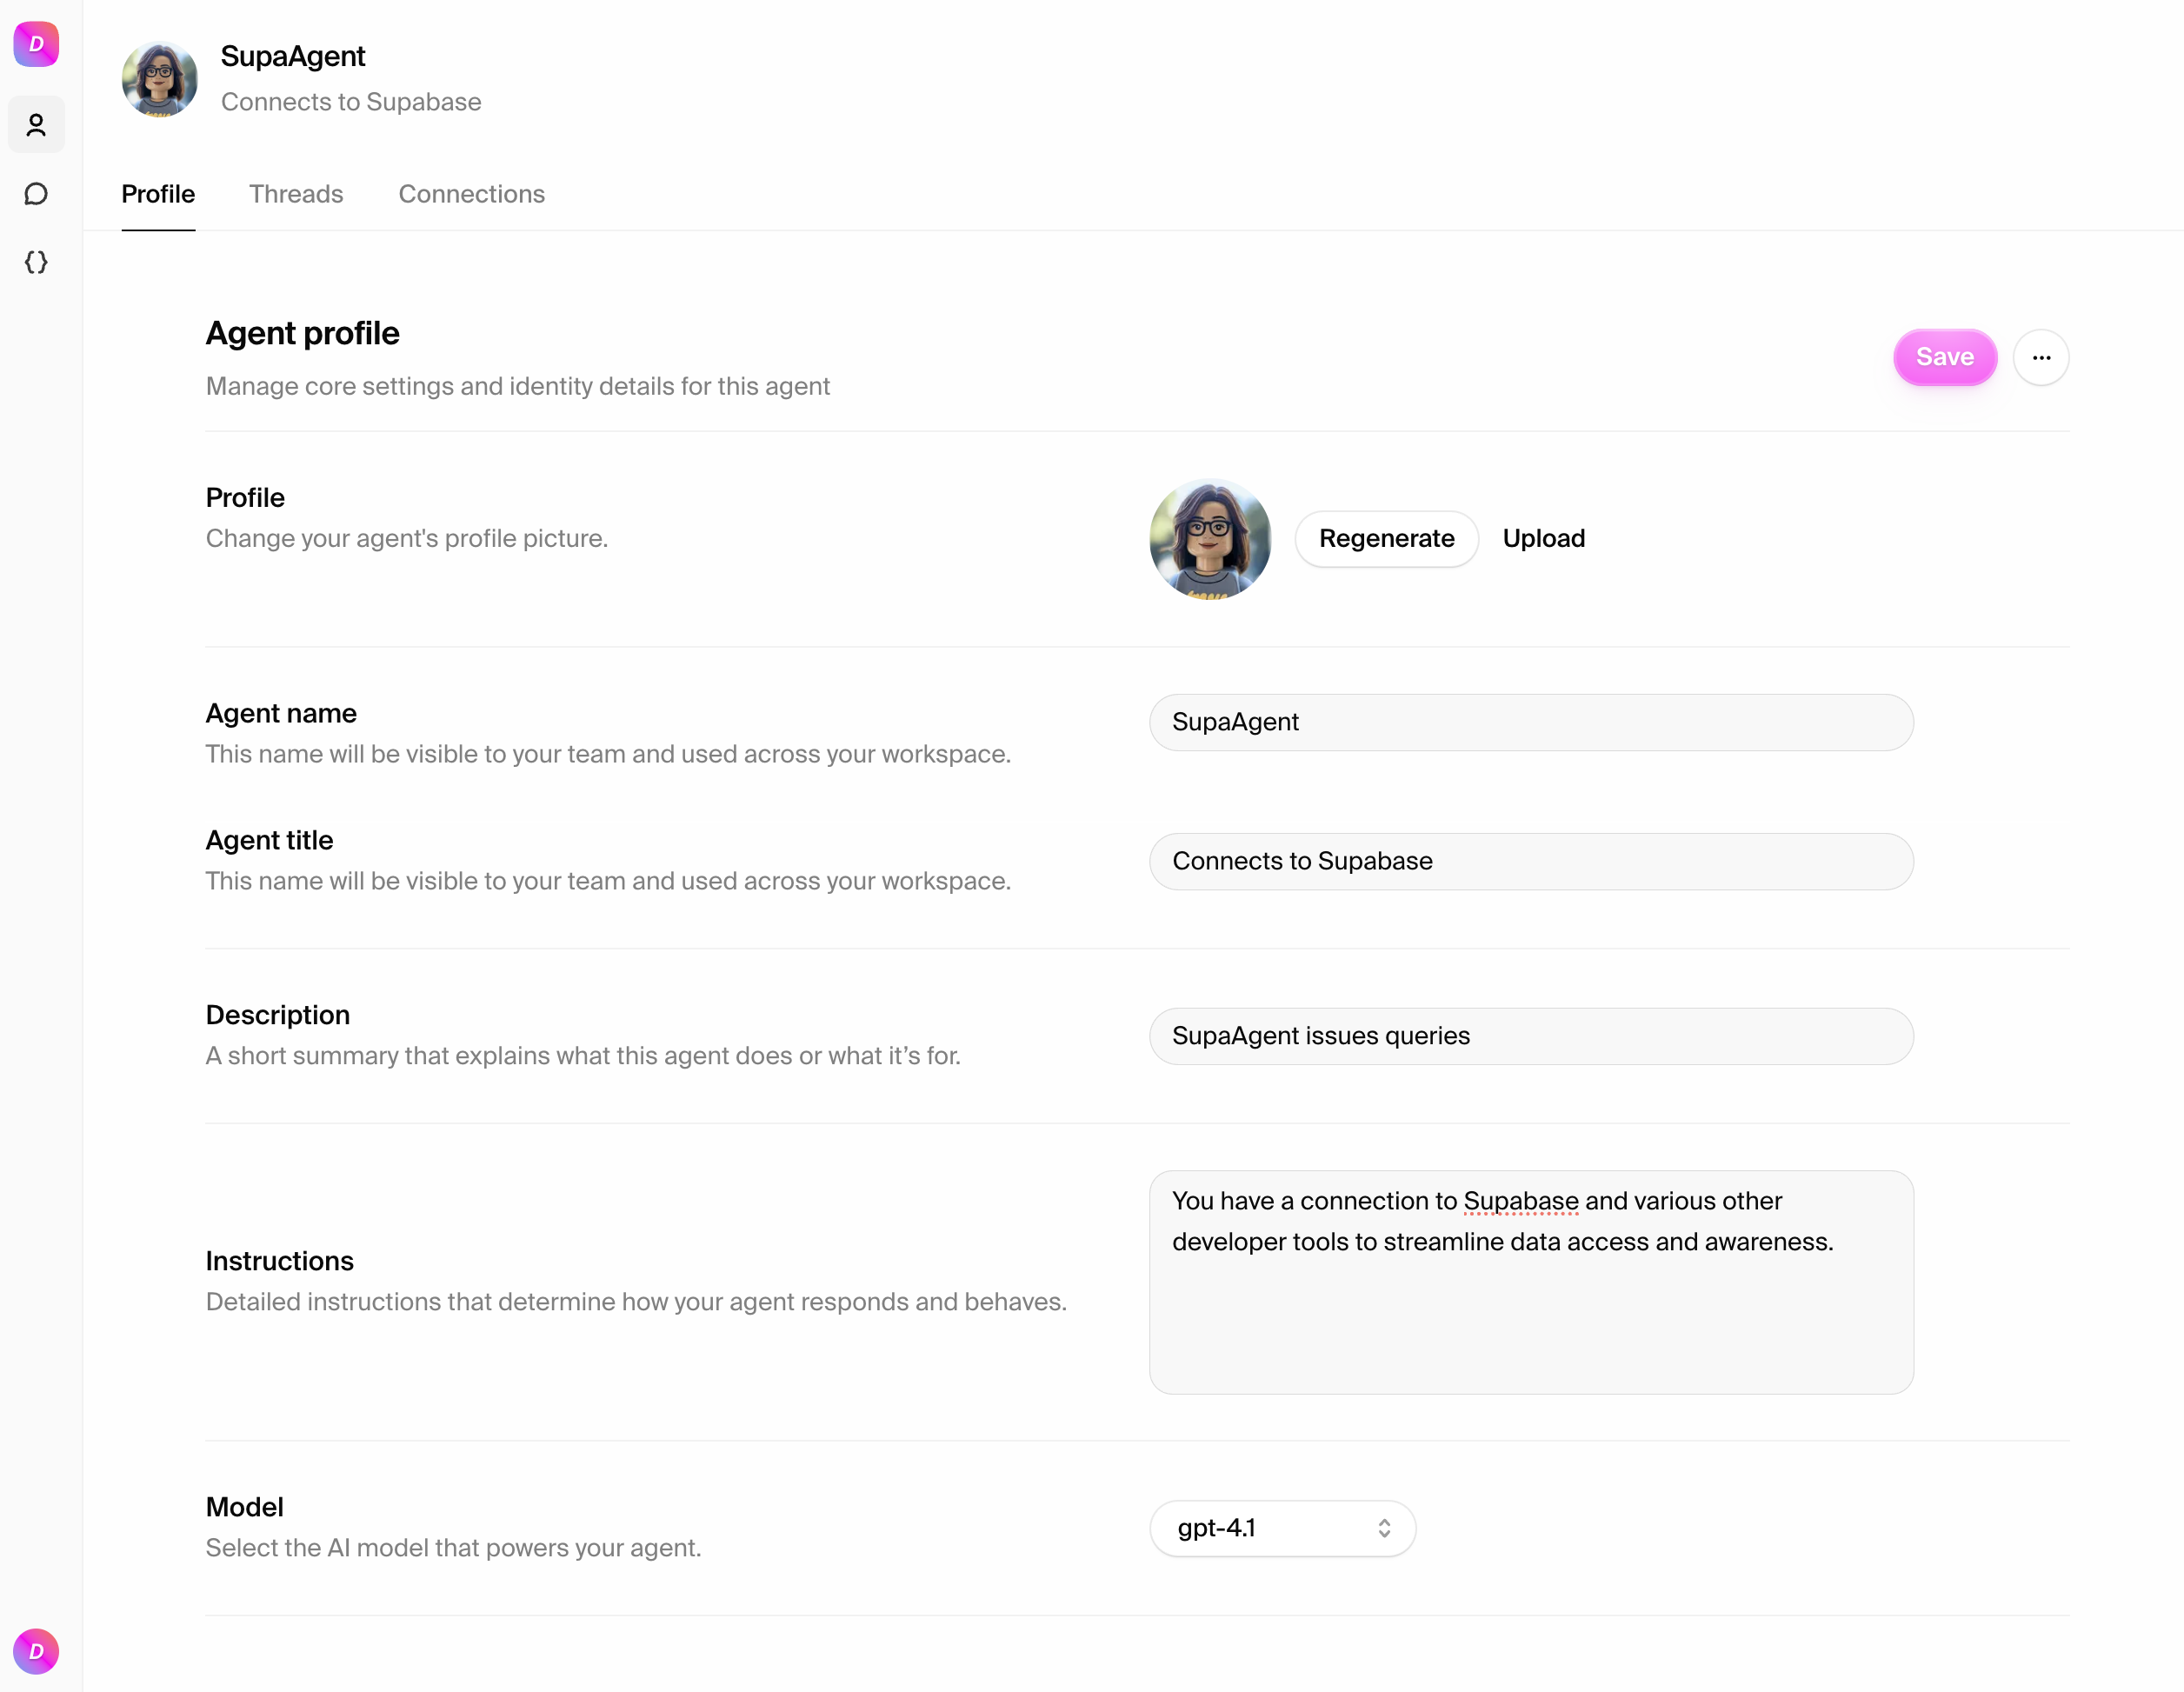 D
SupaAgent
Connects to Supabase
Profile
Threads
Connections
Agent profile
Manage core settings and identity details for this agent
Save
Profile
Change your agent's profile picture.
Regenerate
Upload
Agent name
This name will be visible to your team and used across your workspace.
SupaAgent
Agent title
This name will be visible to your team and used across your workspace.
Connects to Supabase
Description
A short summary that explains what this agent does or what it’s for.
SupaAgent issues queries
Instructions
Detailed instructions that determine how your agent responds and behaves.
You have a connection to Supabase and various other
developer tools to streamline data access and awareness.
Model
Select the AI model that powers your agent.
gpt-4.1
D